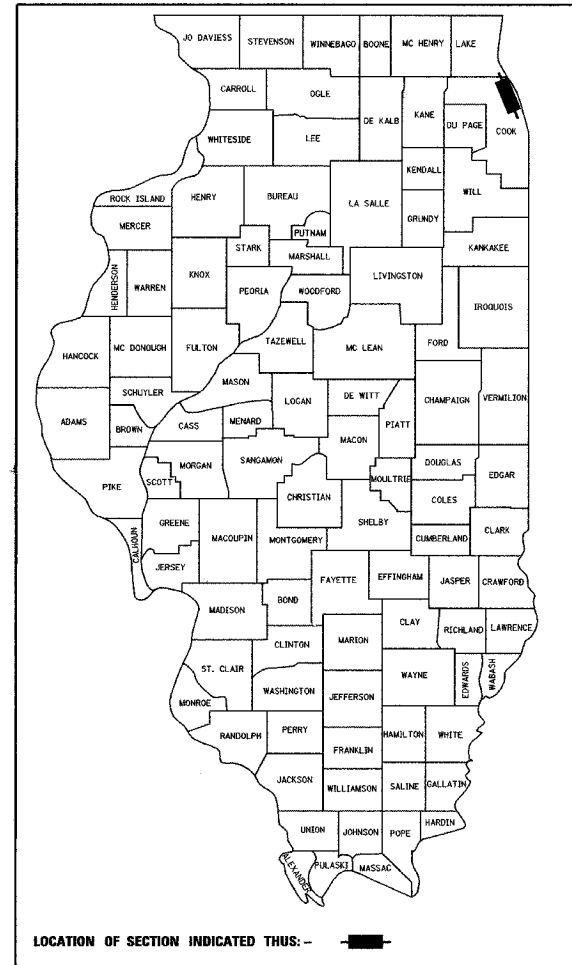 JO DAVIESS
STEVENSON
WINNEBAGO
BOONE
MC HENRY
LAKE
CARROLL
OGLE
DE KALB
KANE
DU PAGE
COOK
WHITESIDE
LEE
KENDALL
WILL
ROCK ISLAND
HENRY
BUREAU
LA SALLE
GRUNDY
MERCER
PUTNAM
KANKAKEE
STARK
MARSHALL
HENDERSON
WARREN
KNOX
PEORIA
WOODFORD
LIVINGSTON
IROQUOIS
HANCOCK
MC DONOUGH
FULTON
TAZEWELL
MC LEAN
FORD
MASON
SCHUYLER
LOGAN
DE WITT
CHAMPAIGN
VERMILION
ADAMS
BROWN
CASS
MENARD
MACON
PIATT
PIKE
SCOTT
MORGAN
SANGAMON
MOULTRIE
DOUGLAS
EDGAR
CHRISTIAN
COLES
CALHOUN
GREENE
MACOUPIN
MONTGOMERY
SHELBY
CUMBERLAND
CLARK
JERSEY
FAYETTE
EFFINGHAM
JASPER
CRAWFORD
MADISON
BOND
CLAY
RICHLAND
LAWRENCE
CLINTON
MARION
ST. CLAIR
WAYNE
EDWARDS
WABASH
WASHINGTON
JEFFERSON
MONROE
RANDOLPH
PERRY
HAMILTON
WHITE
FRANKLIN
JACKSON
WILLIAMSON
SALINE
GALLATIN
UNION
JOHNSON
POPE
HARDIN
ALEXANDER
PULASKI
MASSAC
LOCATION OF SECTION INDICATED THUS: -